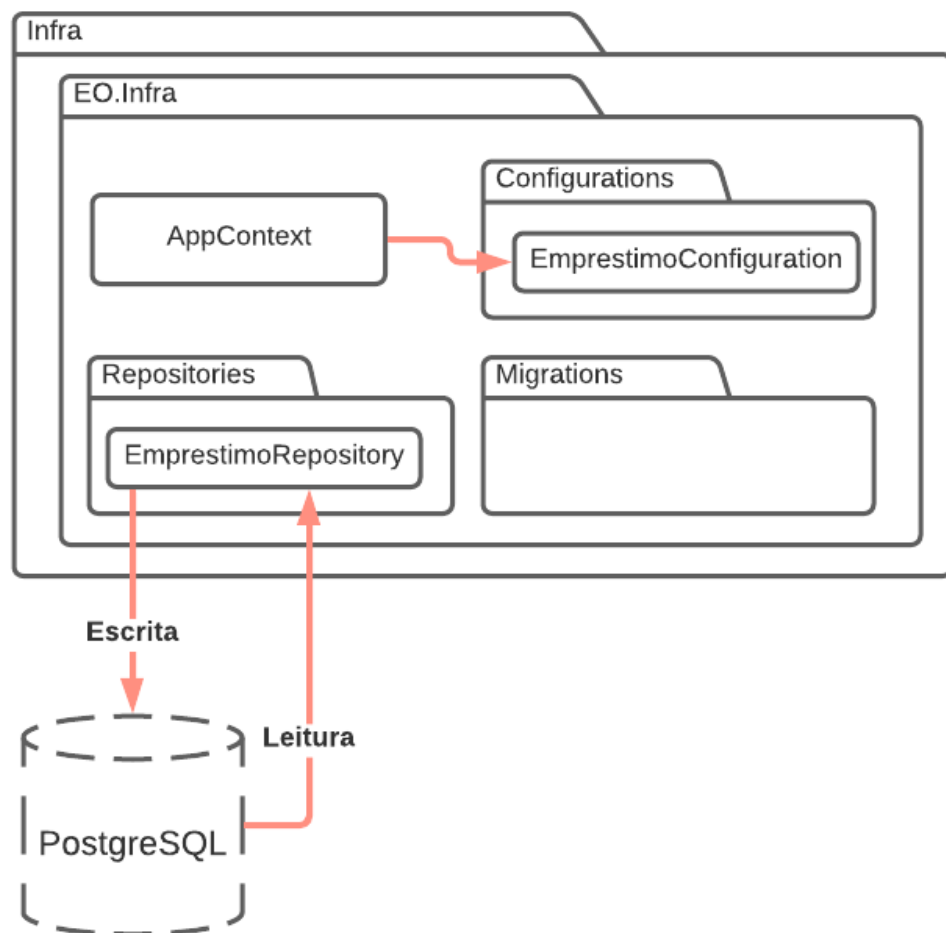 Infra
EO.Infra
AppContext
Configurations
EmprestimoConfiguration
Repositories
EmprestimoRepository
Migrations
Escrita
Leitura
PostgreSQL